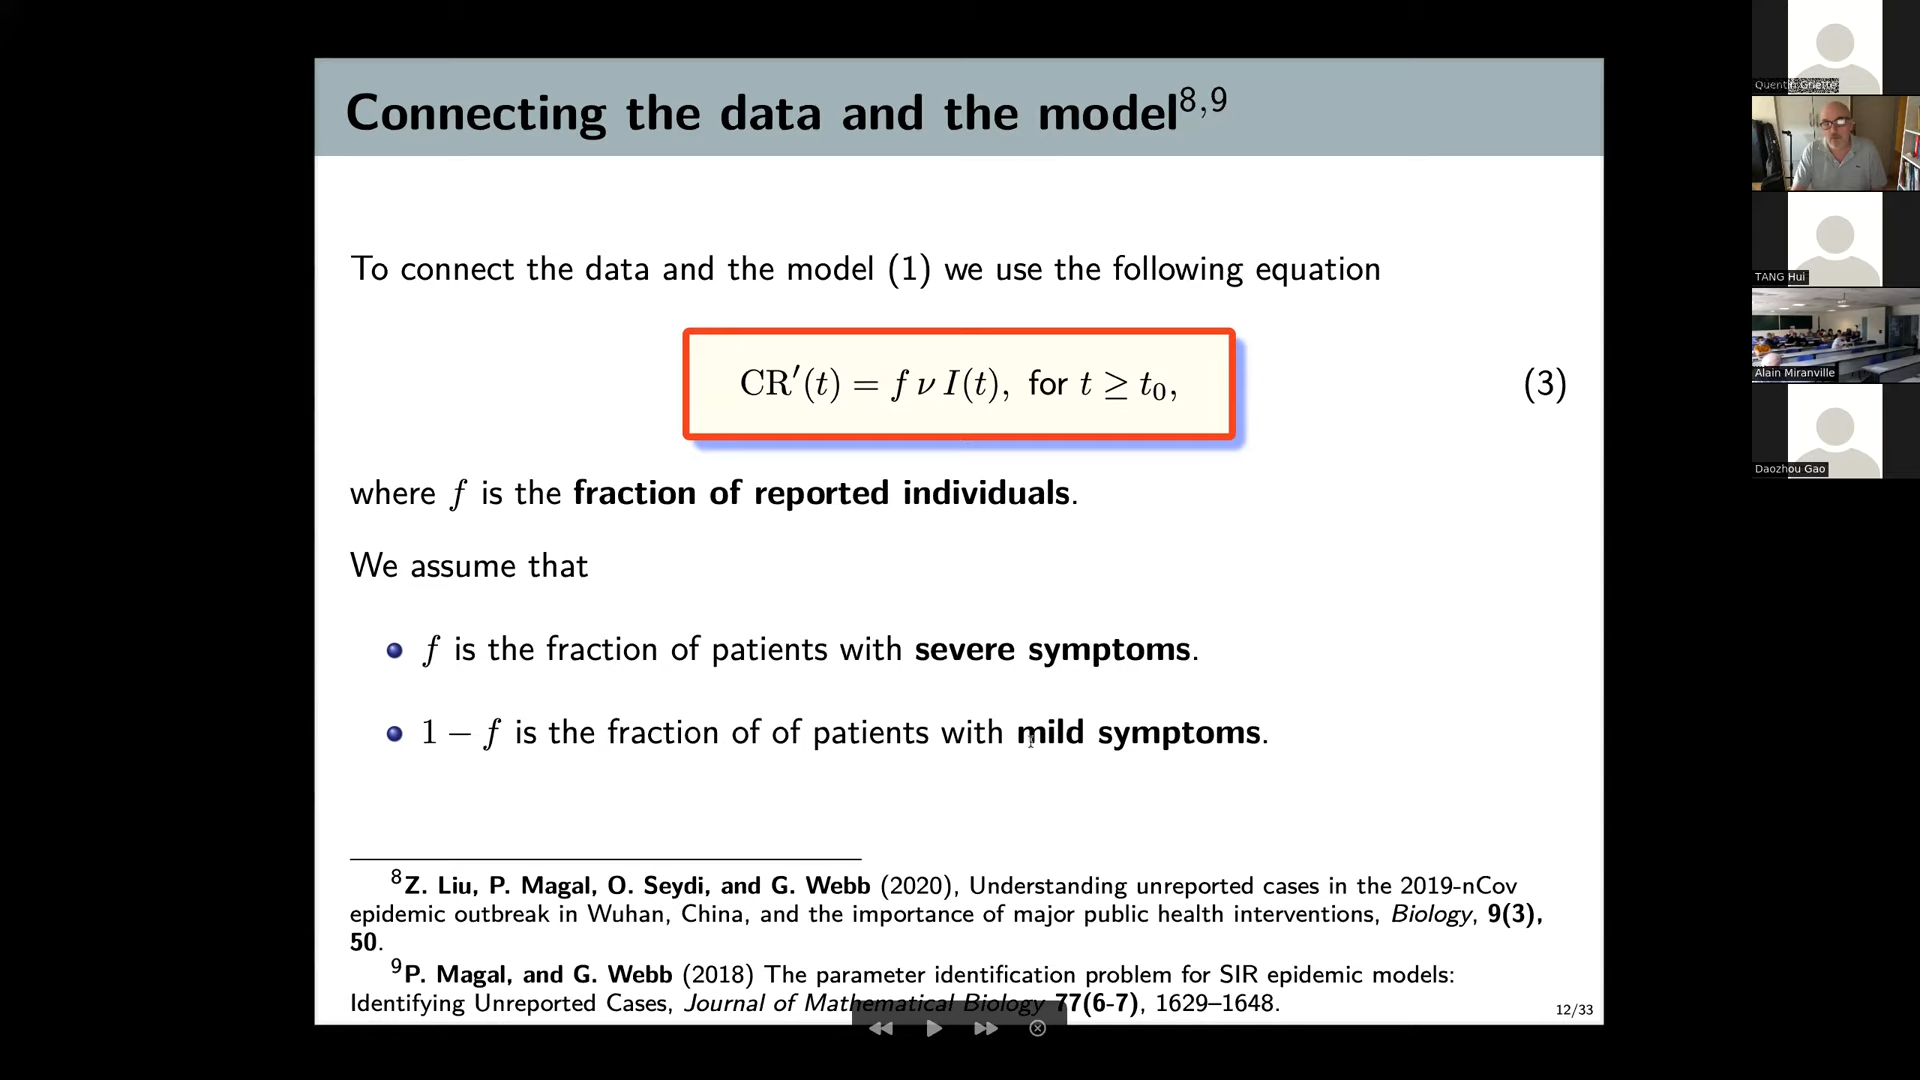 Connecting the data and the model8,9
To connect the data and the model (1) we use the following equation
CR′(t) = f ν I(t), for t ≥ t0,
(3)
where f is the fraction of reported individuals.
We assume that
f is the fraction of patients with severe symptoms.
1 − f is the fraction of of patients with mild symptoms.
8Z. Liu, P. Magal, O. Seydi, and G. Webb (2020), Understanding unreported cases in the 2019-nCov
epidemic outbreak in Wuhan, China, and the importance of major public health interventions, Biology, 9(3),
50.
9P. Magal, and G. Webb (2018) The parameter identification problem for SIR epidemic models:
Identifying Unreported Cases, Journal of Mathematical Biology 77(6-7), 1629–1648.
12/33
TANG Hui
Alain Miranville
Daozhou Gao